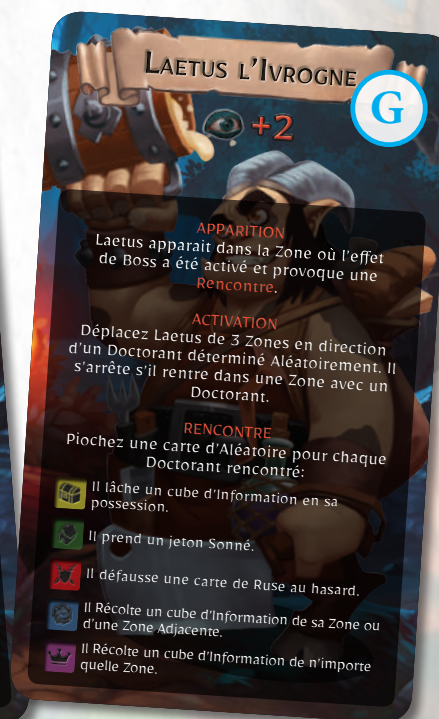 LAETUS L'IVROGNE
G
+2
APPARITION
Laetus apparait dans la Zone où l'effet
de Boss a été activé et provoque une
Rencontre.
ACTIVATION
Déplacez Laetus de 3 Zones en direction
d'un Doctorant déterminé Aléatoirement. Il
s'arrête s'il rentre dans une Zone avec un
Doctorant.
RENCONTRE
Piochez une carte d'Aléatoire pour chaque
Doctorant rencontré:
Il lâche un cube d'Information en sa
possession.
Il prend un jeton Sonné.
Il défausse une carte de Ruse au hasard.
Il Récolte un cube d'Information de sa Zone ou
d'une Zone Adjacente.
Il Récolte un cube d'Information de n'importe
quelle Zone.